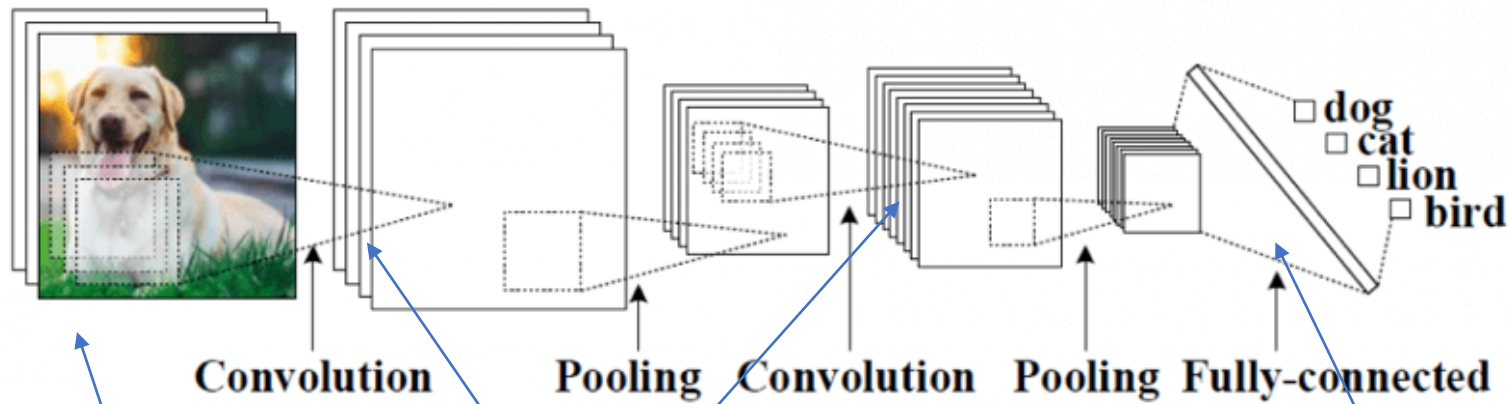 dog
cat
lion
bird
Convolution Pooling Convolution Pooling Fully-connected